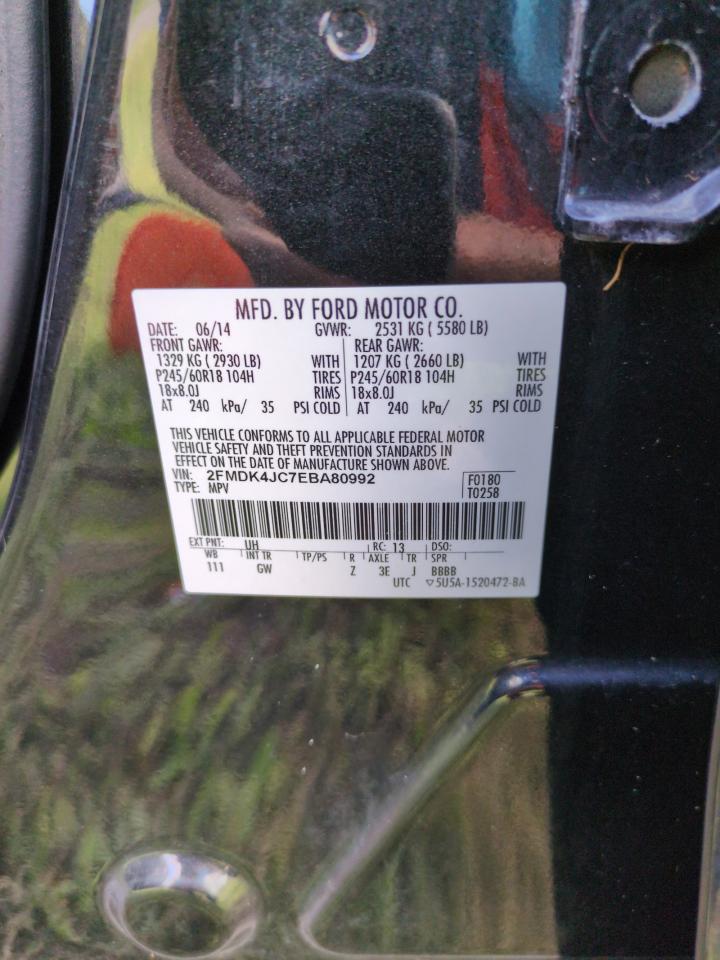 MFD. BY FORD MOTOR CO.
DATE: 06/14 GVWR: 2531 KG ( 5580 LB)
FRONT GAWR: REAR GAWR:
1329 KG ( 2930 LB) WITH 1207 KG ( 2660 LB) WITH
P245/60R18 104H TIRES P245/60R18 104H TIRES
18x8.0J RIMS 18x8.0J RIMS
AT 240 kPa/ 35 PSI COLD AT 240 kPa/ 35 PSI COLD
THIS VEHICLE CONFORMS TO ALL APPLICABLE FEDERAL MOTOR
VEHICLE SAFETY AND THEFT PREVENTION STANDARDS IN
EFFECT ON THE DATE OF MANUFACTURE SHOWN ABOVE.
VIN: 2FMDK4JC7EBA80992 F0180
TYPE: MPV T0258
EXT PNT: UH RC: 13 DSO:
WB INT TR TP/PS R AXLE TR SPR
111 GW Z 3E J BBBB
UTC ▽5U5A-1520472-BA